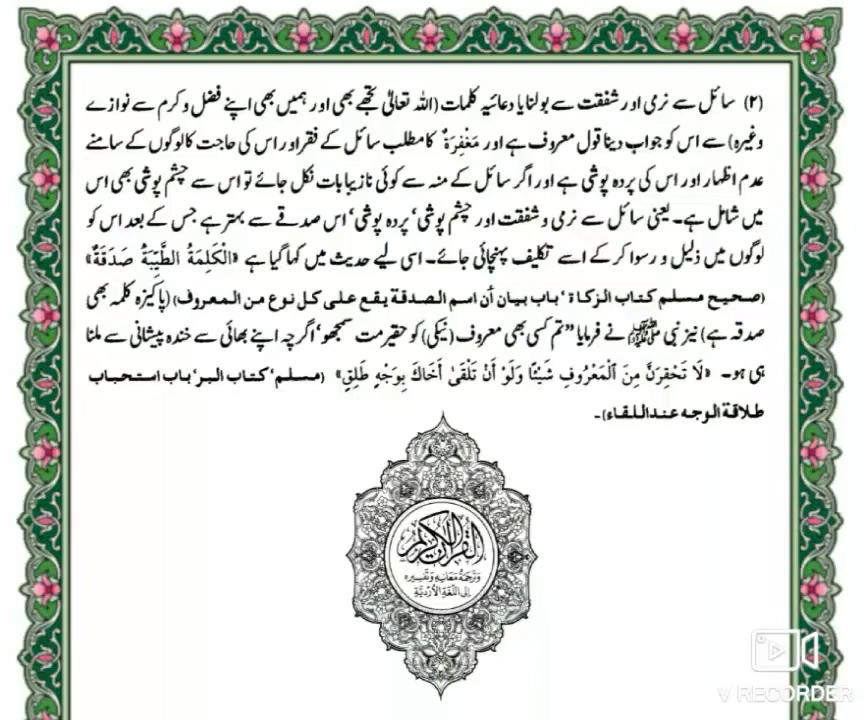 (۲) سائل سے نرمی اور شفقت سے بولنا یا دعائیہ کلمات (اللہ تعالیٰ تجھے بھی اور ہمیں بھی اپنے فضل و کرم سے نوازے
وغیرہ) سے اس کو جواب دینا قول معروف ہے اور مَغْفِرَةٌ کا مطلب سائل کے فقر اور اس کی حاجت کا لوگوں کے سامنے
عدم اظہار اور اس کی پردہ پوشی ہے اور اگر سائل کے منہ سے کوئی نازیبا بات نکل جائے تو اس سے چشم پوشی بھی اس
میں شامل ہے۔ یعنی سائل سے نرمی و شفقت اور چشم پوشی، پردہ پوشی، اس صدقے سے بہتر ہے جس کے بعد اس کو
لوگوں میں ذلیل و رسوا کر کے اسے تکلیف پہنچائی جائے۔ اسی لیے حدیث میں کہا گیا ہے «الْكَلِمَةُ الطَّيِّبَةُ صَدَقَةٌ»
(صحیح مسلم کتاب الزکاۃ، باب بیان أن اسم الصدقة یقع علی کل نوع من المعروف) (پاکیزہ کلمہ بھی
صدقہ ہے) نیز نبی ﷺ نے فرمایا ”تم کسی بھی معروف (نیکی) کو حقیر مت سمجھو، اگرچہ اپنے بھائی سے خندہ پیشانی سے ملنا
ہی ہو۔ «لَا تَحْقِرَنَّ مِنَ الْمَعْرُوفِ شَيْئًا وَلَوْ أَنْ تَلْقَىٰ أَخَاكَ بِوَجْهٍ طَلِقٍ» (مسلم، کتاب البر، باب استحباب
طلاقة الوجه عند اللقاء)۔
القرآن الكريم
وَتَرْجَمَةُ مَعَانِيهِ وَتَفْسِيرُهُ
إِلَى اللُّغَةِ الْأُرْدِيَّةِ
V RECORDER